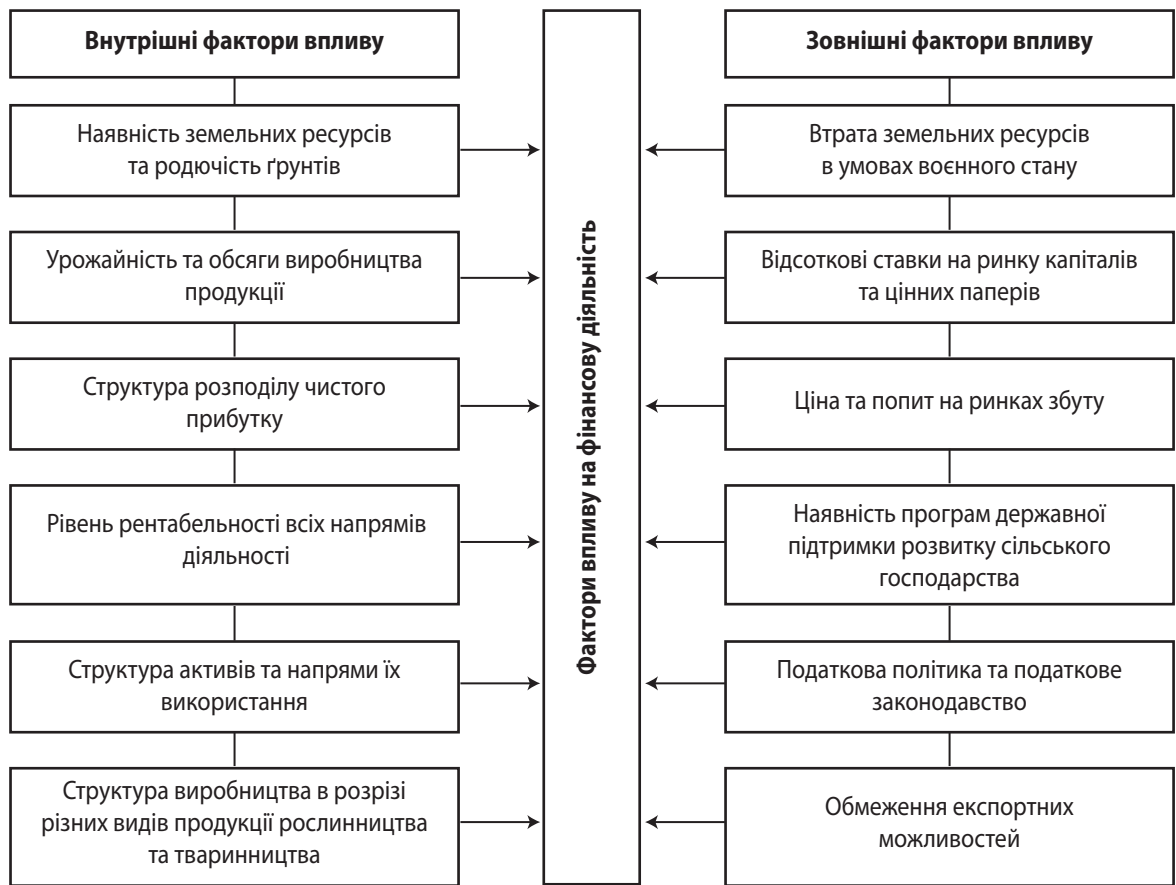 Внутрішні фактори впливу
Наявність земельних ресурсів
та родючість ґрунтів
Урожайність та обсяги виробництва
продукції
Структура розподілу чистого
прибутку
Рівень рентабельності всіх напрямів
діяльності
Структура активів та напрями їх
використання
Структура виробництва в розрізі
різних видів продукції рослинництва
та тваринництва
Фактори впливу на фінансову діяльність
Зовнішні фактори впливу
Втрата земельних ресурсів
в умовах воєнного стану
Відсоткові ставки на ринку капіталів
та цінних паперів
Ціна та попит на ринках збуту
Наявність програм державної
підтримки розвитку сільського
господарства
Податкова політика та податкове
законодавство
Обмеження експортних
можливостей